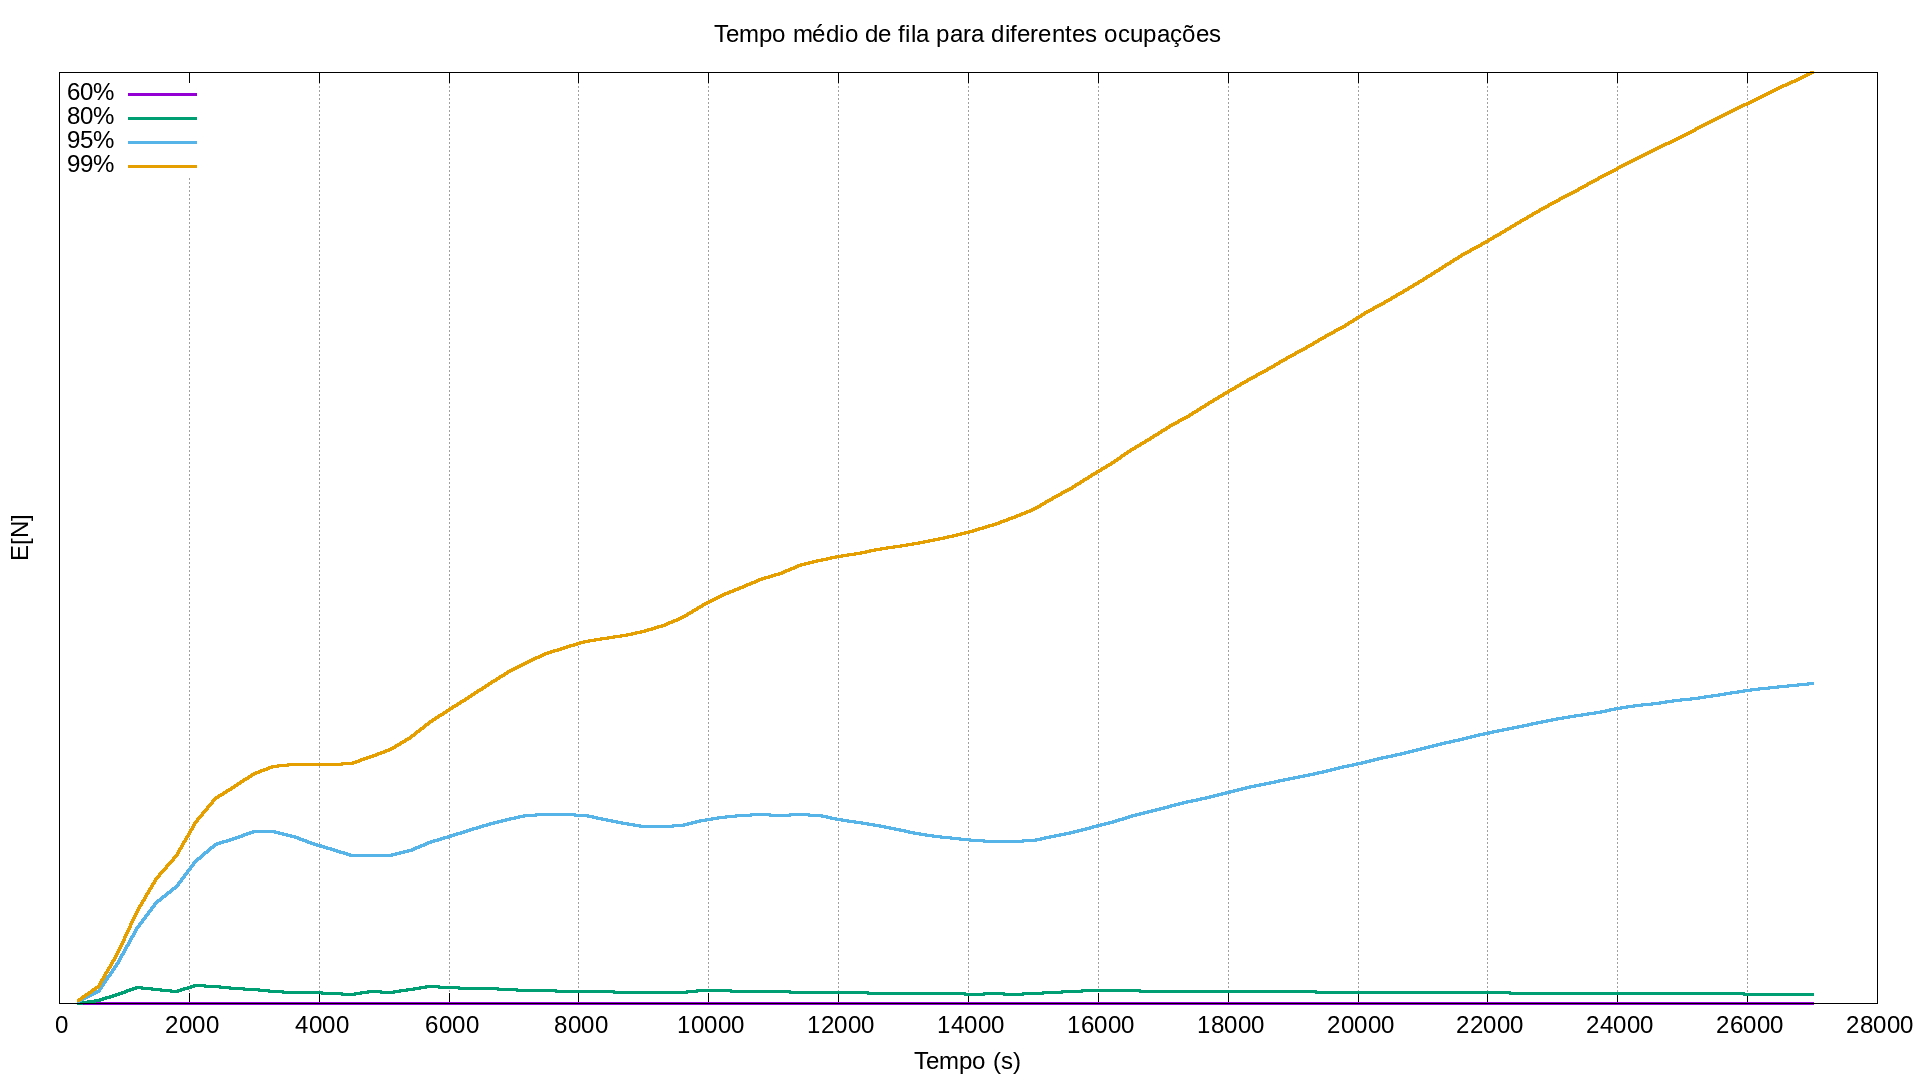 Tempo médio de fila para diferentes ocupações
60%
80%
95%
99%
E[N]
0 2000 4000 6000 8000 10000 12000 14000 16000 18000 20000 22000 24000 26000 28000
Tempo (s)